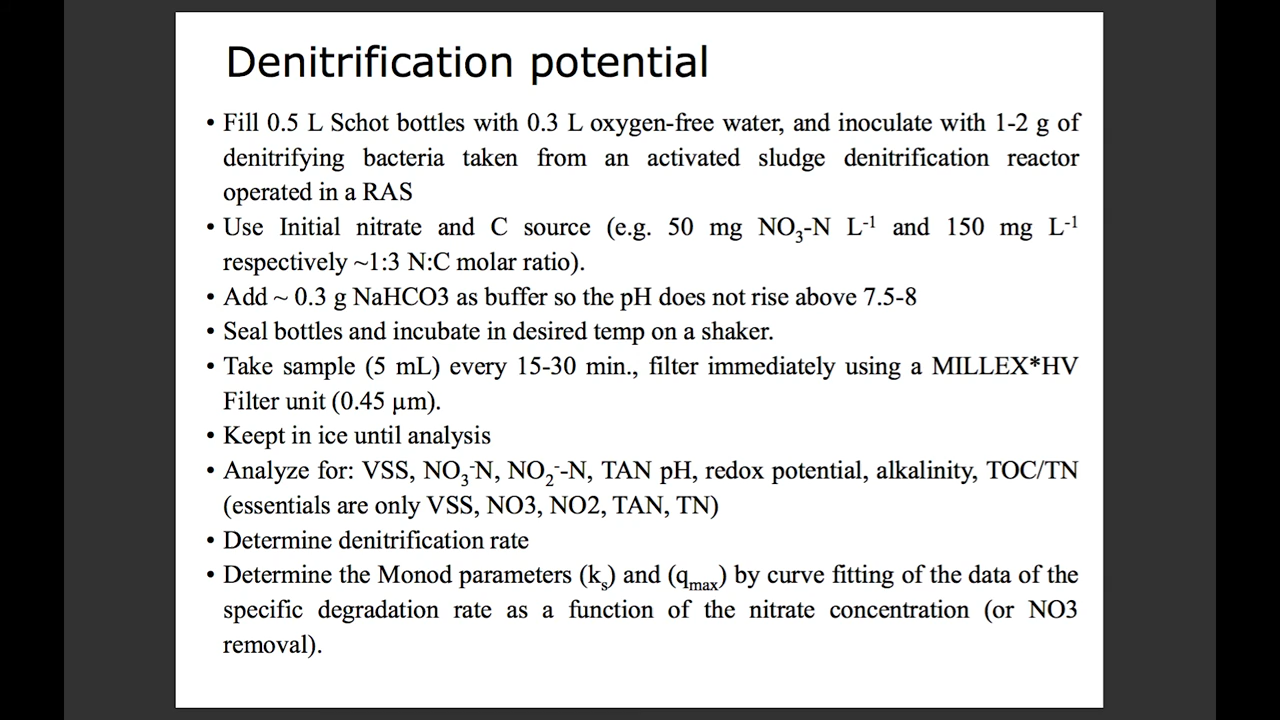 Denitrification potential
• Fill 0.5 L Schot bottles with 0.3 L oxygen-free water, and inoculate with 1-2 g of
denitrifying bacteria taken from an activated sludge denitrification reactor
operated in a RAS
• Use Initial nitrate and C source (e.g. 50 mg NO₃-N L⁻¹ and 150 mg L⁻¹
respectively ~1:3 N:C molar ratio).
• Add ~ 0.3 g NaHCO3 as buffer so the pH does not rise above 7.5-8
• Seal bottles and incubate in desired temp on a shaker.
• Take sample (5 mL) every 15-30 min., filter immediately using a MILLEX*HV
Filter unit (0.45 µm).
• Keept in ice until analysis
• Analyze for: VSS, NO₃⁻N, NO₂⁻-N, TAN pH, redox potential, alkalinity, TOC/TN
(essentials are only VSS, NO3, NO2, TAN, TN)
• Determine denitrification rate
• Determine the Monod parameters (kₛ) and (qₘₐₓ) by curve fitting of the data of the
specific degradation rate as a function of the nitrate concentration (or NO3
removal).